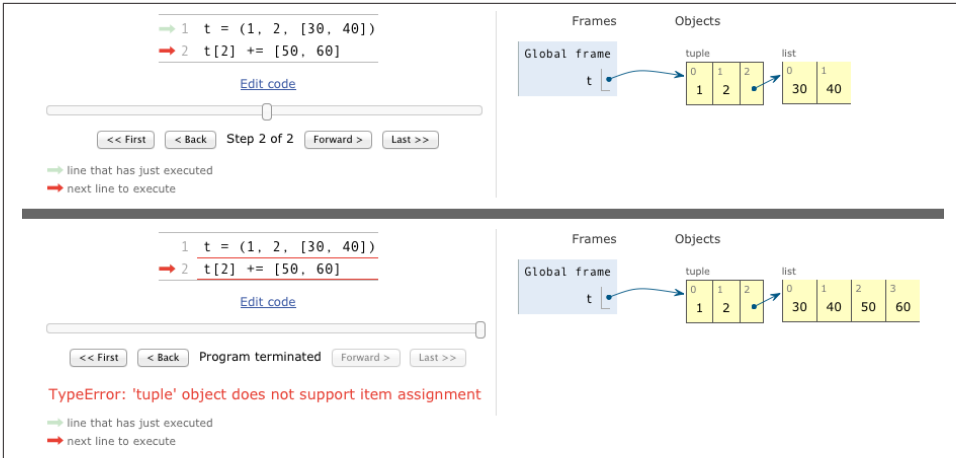 1 t = (1, 2, [30, 40])
2 t[2] += [50, 60]
Edit code
<< First < Back Step 2 of 2 Forward > Last >>
line that has just executed
next line to execute
Frames Objects
Global frame
t
tuple list
0 1 2 0 1
1 2 30 40
1 t = (1, 2, [30, 40])
2 t[2] += [50, 60]
Edit code
<< First < Back Program terminated Forward > Last >>
TypeError: 'tuple' object does not support item assignment
line that has just executed
next line to execute
Frames Objects
Global frame
t
tuple list
0 1 2 0 1 2 3
1 2 30 40 50 60